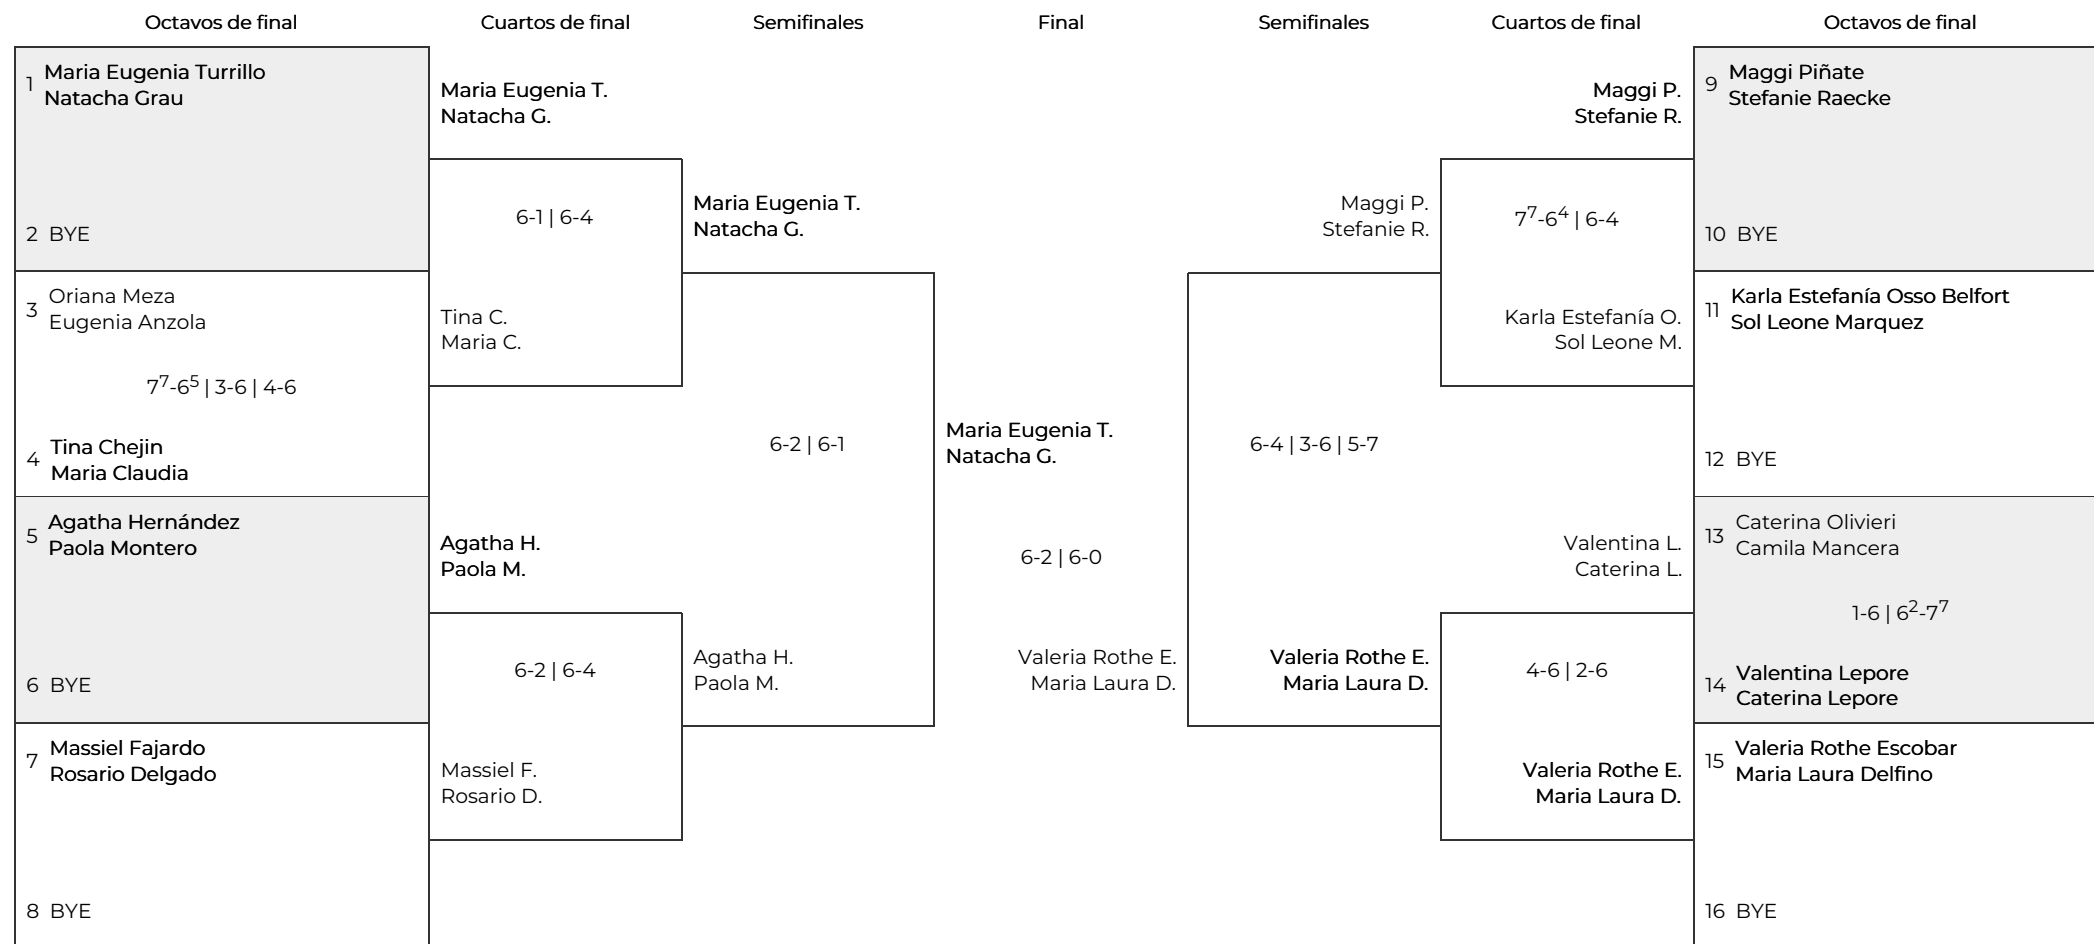 Octavos de final
Cuartos de final
Semifinales
Final
Semifinales
Cuartos de final
Octavos de final
1 Maria Eugenia Turrillo
Natacha Grau
2 BYE
3 Oriana Meza
Eugenia Anzola
7⁷-6⁵ | 3-6 | 4-6
4 Tina Chejin
Maria Claudia
5 Agatha Hernández
Paola Montero
6 BYE
7 Massiel Fajardo
Rosario Delgado
8 BYE
Maria Eugenia T.
Natacha G.
6-1 | 6-4
Tina C.
Maria C.
Agatha H.
Paola M.
6-2 | 6-4
Massiel F.
Rosario D.
Maria Eugenia T.
Natacha G.
6-2 | 6-1
Agatha H.
Paola M.
Maria Eugenia T.
Natacha G.
6-2 | 6-0
Valeria Rothe E.
Maria Laura D.
Maggi P.
Stefanie R.
6-4 | 3-6 | 5-7
Valeria Rothe E.
Maria Laura D.
Maggi P.
Stefanie R.
7⁷-6⁴ | 6-4
Karla Estefanía O.
Sol Leone M.
Valentina L.
Caterina L.
4-6 | 2-6
Valeria Rothe E.
Maria Laura D.
9 Maggi Piñate
Stefanie Raecke
10 BYE
11 Karla Estefanía Osso Belfort
Sol Leone Marquez
12 BYE
13 Caterina Olivieri
Camila Mancera
1-6 | 6²-7⁷
14 Valentina Lepore
Caterina Lepore
15 Valeria Rothe Escobar
Maria Laura Delfino
16 BYE